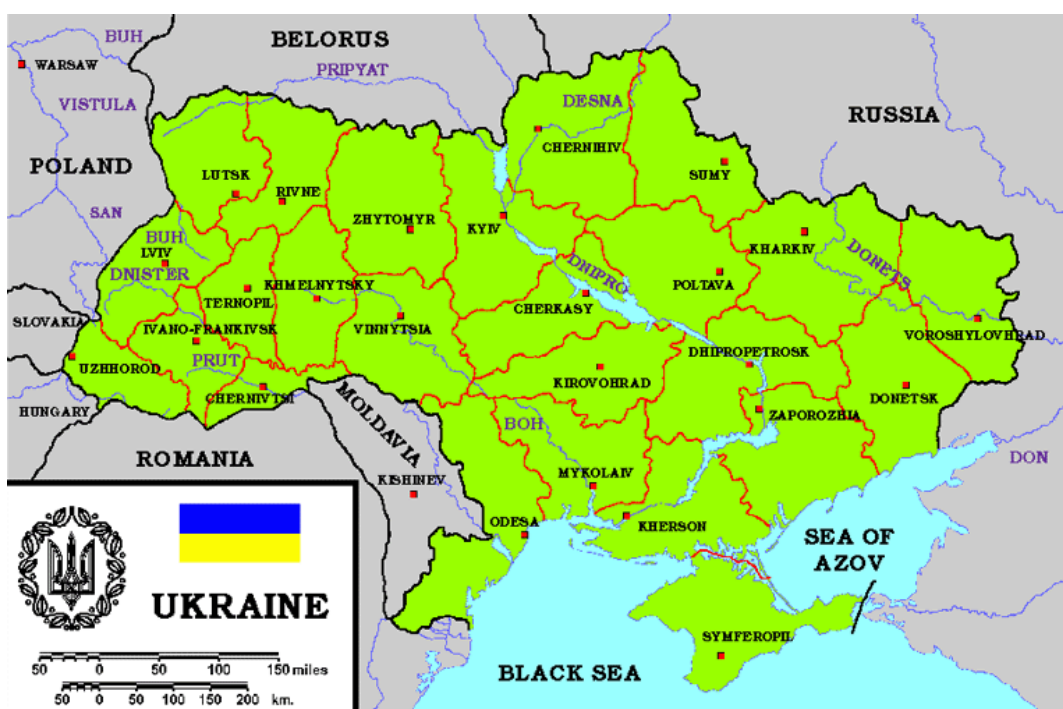 BUH
BELORUS
WARSAW
PRIPYAT
VISTULA
DESNA
RUSSIA
CHERNIHIV
POLAND
SUMY
LUTSK
RIVNE
SAN
ZHYTOMYR
KYIV
BUH
LVIV
KHARKIV
DONETS
DNISTER
KHMELNYTSKY
DNIPRO
POLTAVA
TERNOPIL
CHERKASY
SLOVAKIA
IVANO-FRANKIVSK
VINNYTSIA
VOROSHYLOVHRAD
UZHHOROD
PRUT
DHIPROPETROSK
KIROVOHRAD
CHERNIVTSI
DONETSK
HUNGARY
MOLDAVIA
ZAPOROZHIA
BOH
ROMANIA
DON
KISHINEV
MYKOLAIV
ODESA
KHERSON
SEA OF
AZOV
UKRAINE
SYMFEROPIL
BLACK SEA
50 0 50 100 150 miles
50 0 50 100 150 200 km.